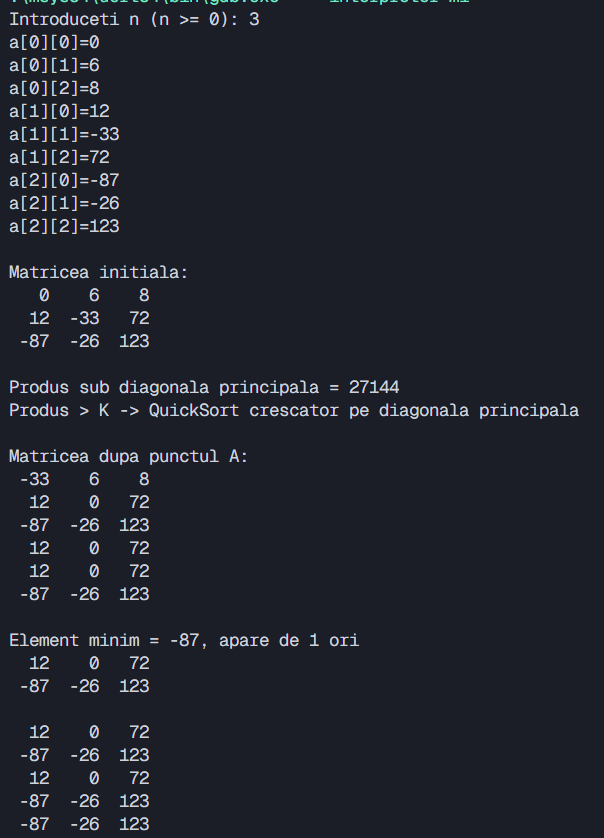 Introduceti n (n >= 0): 3
a[0][0]=0
a[0][1]=6
a[0][2]=8
a[1][0]=12
a[1][1]=-33
a[1][2]=72
a[2][0]=-87
a[2][1]=-26
a[2][2]=123
Matricea initiala:
0 6 8
12 -33 72
-87 -26 123
Produs sub diagonala principala = 27144
Produs > K -> QuickSort crescator pe diagonala principala
Matricea dupa punctul A:
-33 6 8
12 0 72
-87 -26 123
12 0 72
12 0 72
-87 -26 123
Element minim = -87, apare de 1 ori
12 0 72
-87 -26 123
12 0 72
-87 -26 123
12 0 72
-87 -26 123
-87 -26 123